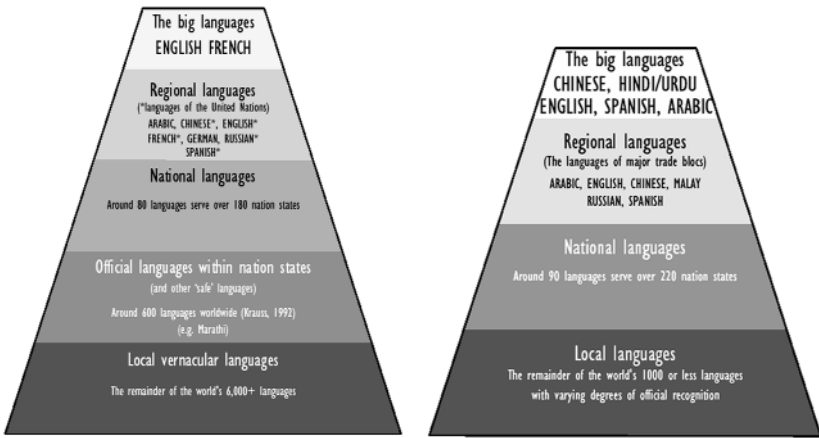 The big languages
ENGLISH FRENCH
Regional languages
(*languages of the United Nations)
ARABIC, CHINESE*, ENGLISH*
FRENCH*, GERMAN, RUSSIAN*
SPANISH*
National languages
Around 80 languages serve over 180 nation states
Official languages within nation states
(and other 'safe' languages)
Around 600 languages worldwide (Krauss, 1992)
(e.g. Marathi)
Local vernacular languages
The remainder of the world's 6,000+ languages
The big languages
CHINESE, HINDI/URDU
ENGLISH, SPANISH, ARABIC
Regional languages
(The languages of major trade blocs)
ARABIC, ENGLISH, CHINESE, MALAY
RUSSIAN, SPANISH
National languages
Around 90 languages serve over 220 nation states
Local languages
The remainder of the world's 1000 or less languages
with varying degrees of official recognition